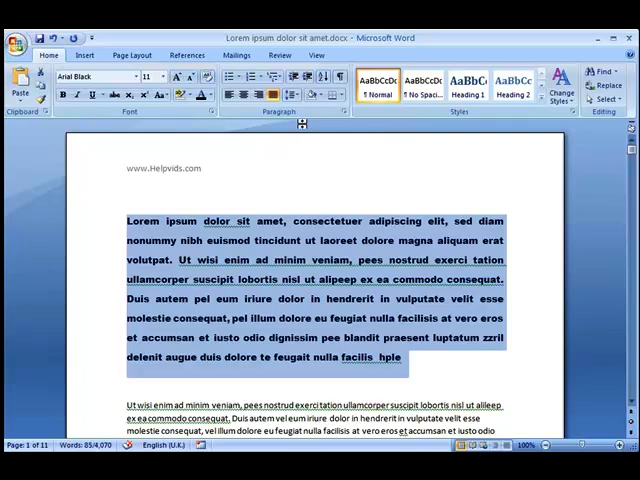 Lorem ipsum dolor sit amet.docx - Microsoft Word
Home Insert Page Layout References Mailings Review View
Paste
Arial Black 11
B I U abc x₂ x² Aa
AaBbCcDc AaBbCcDc AaBbC AaBbCc
¶ Normal ¶ No Spaci... Heading 1 Heading 2
Change Styles
Find
Replace
Select
Clipboard Font Paragraph Styles Editing
www.Helpvids.com
Lorem ipsum dolor sit amet, consectetuer adipiscing elit, sed diam
nonummy nibh euismod tincidunt ut laoreet dolore magna aliquam erat
volutpat. Ut wisi enim ad minim veniam, pees nostrud exerci tation
ullamcorper suscipit lobortis nisl ut alipeep ex ea commodo consequat.
Duis autem pel eum iriure dolor in hendrerit in vulputate velit esse
molestie consequat, pel illum dolore eu feugiat nulla facilisis at vero eros
et accumsan et iusto odio dignissim pee blandit praesent luptatum zzril
delenit augue duis dolore te feugait nulla facilis hple
Ut wisi enim ad minim veniam, pees nostrud exerci tation ullamcorper suscipit lobortis nisl ut alileep
ex ea commodo consequat. Duis autem vel eum iriure dolor in hendrerit in vulputate velit esse
molestie consequat, vel illum dolore eu feugiat nulla facilisis at vero eros et accumsan et iusto odio
Page: 1 of 11 Words: 85/4,070 English (U.K.) 100%